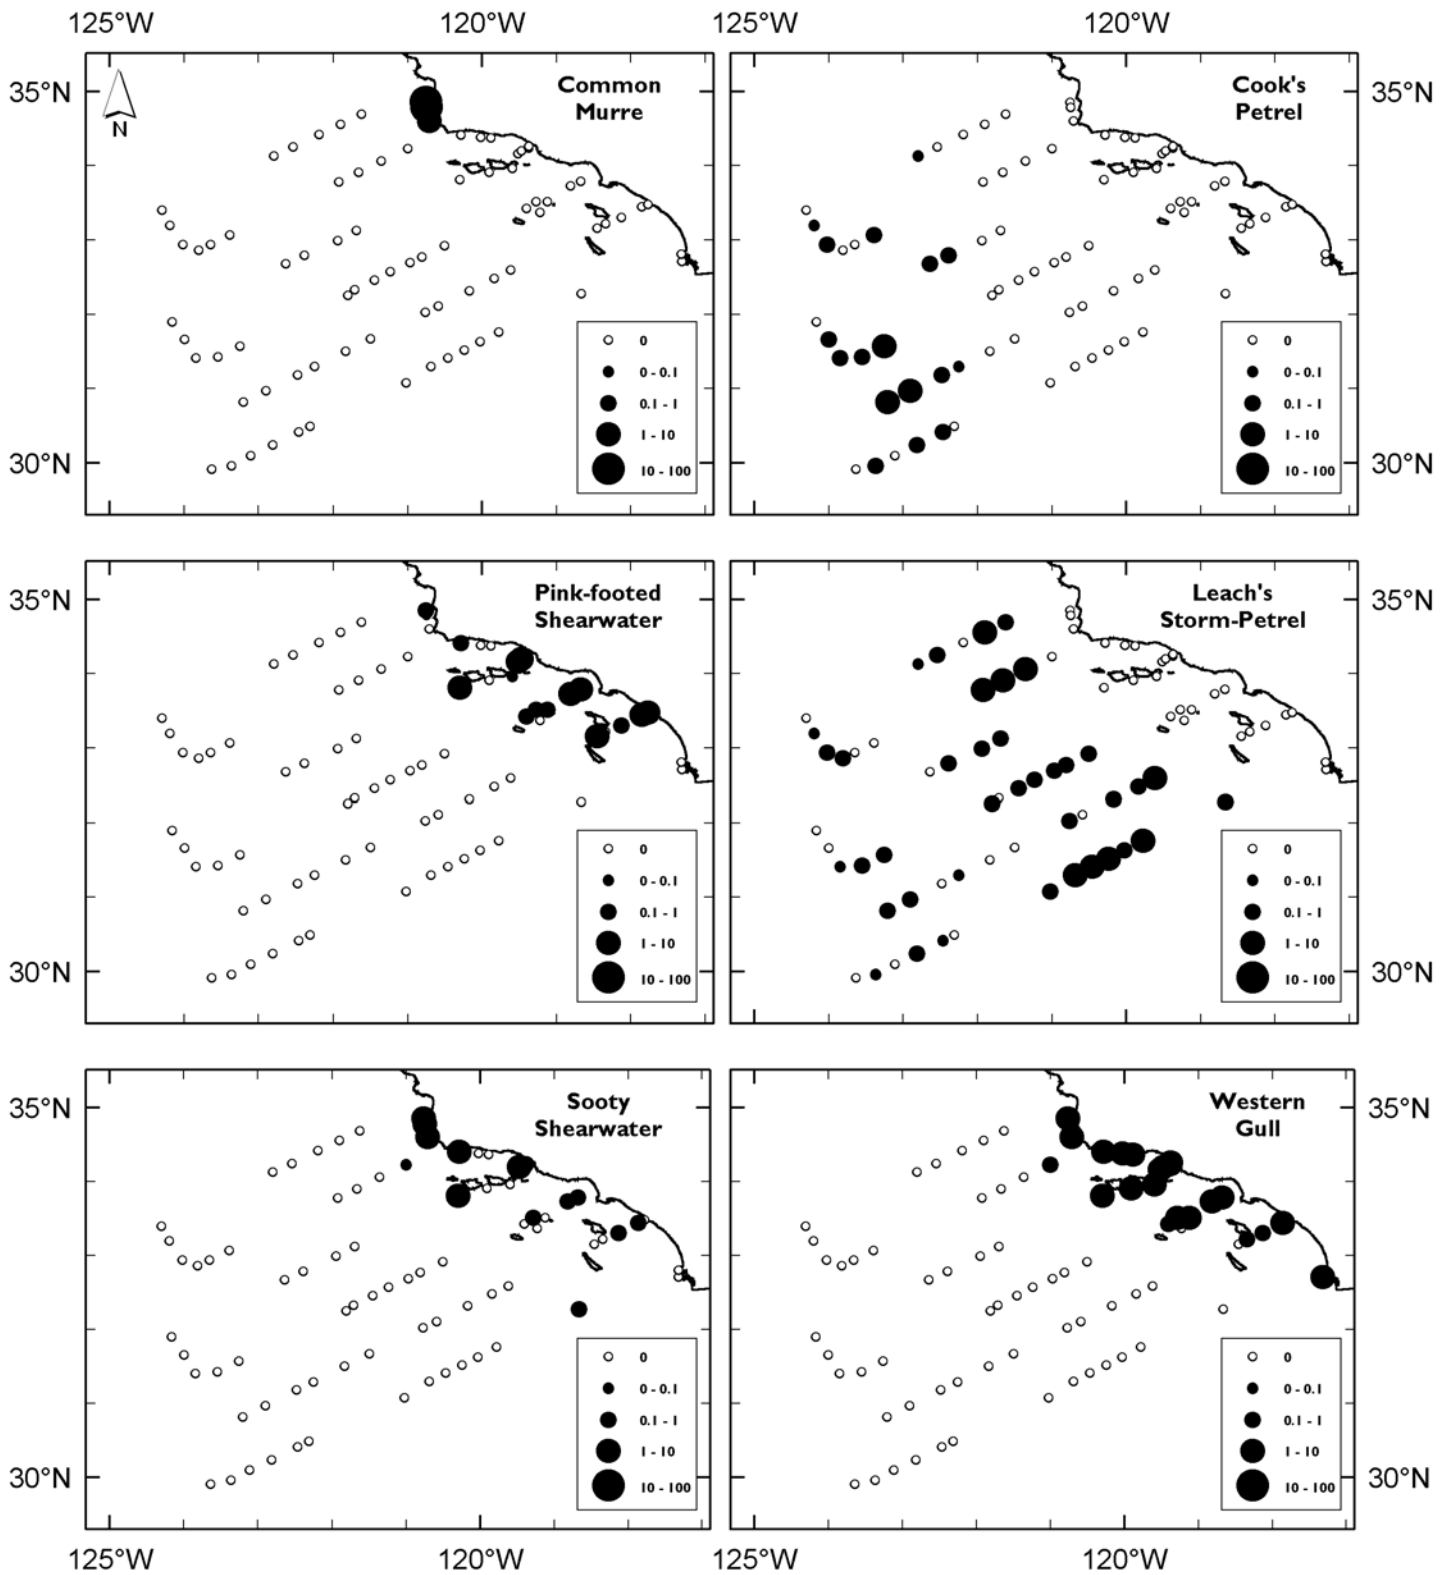 125°W 120°W 125°W 120°W
35°N
N
Common
Murre
0
0 - 0.1
0.1 - 1
1 - 10
10 - 100
30°N
Cook's
Petrel
35°N
0
0 - 0.1
0.1 - 1
1 - 10
10 - 100
30°N
35°N
Pink-footed
Shearwater
0
0 - 0.1
0.1 - 1
1 - 10
10 - 100
30°N
Leach's
Storm-Petrel
35°N
0
0 - 0.1
0.1 - 1
1 - 10
10 - 100
30°N
35°N
Sooty
Shearwater
0
0 - 0.1
0.1 - 1
1 - 10
10 - 100
30°N
Western
Gull
35°N
0
0 - 0.1
0.1 - 1
1 - 10
10 - 100
30°N
125°W 120°W 125°W 120°W